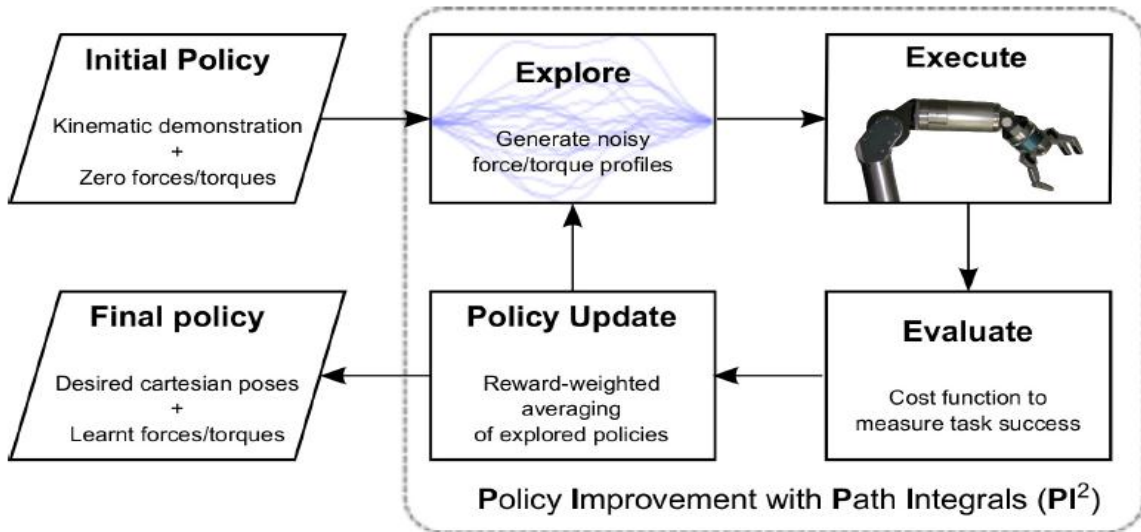 Initial Policy
Kinematic demonstration
+
Zero forces/torques
Explore
Generate noisy
force/torque profiles
Execute
Final policy
Desired cartesian poses
+
Learnt forces/torques
Policy Update
Reward-weighted
averaging
of explored policies
Evaluate
Cost function to
measure task success
Policy Improvement with Path Integrals (PI²)